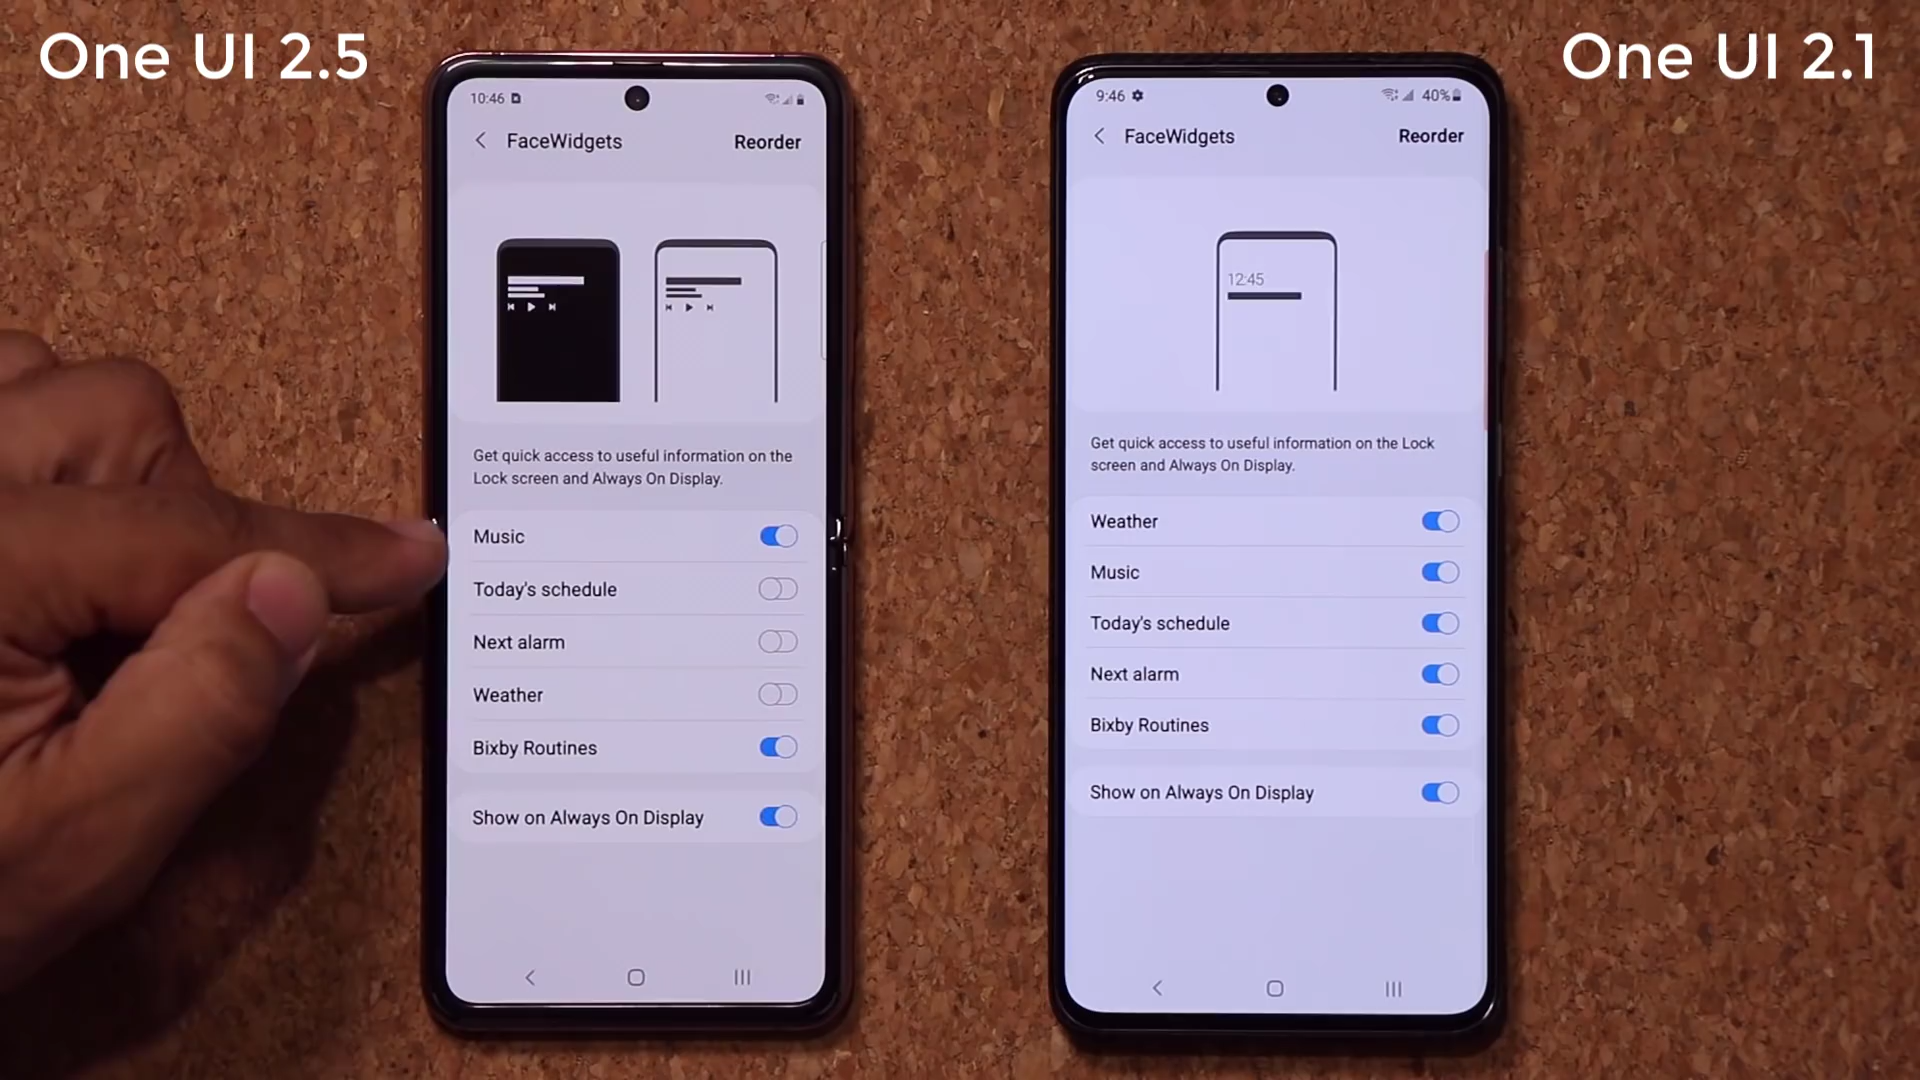 One UI 2.5
One UI 2.1
10:46
FaceWidgets
Reorder
Get quick access to useful information on the
Lock screen and Always On Display.
Music
Today's schedule
Next alarm
Weather
Bixby Routines
Show on Always On Display
9:46
40%
FaceWidgets
Reorder
12:45
Get quick access to useful information on the Lock
screen and Always On Display.
Weather
Music
Today's schedule
Next alarm
Bixby Routines
Show on Always On Display